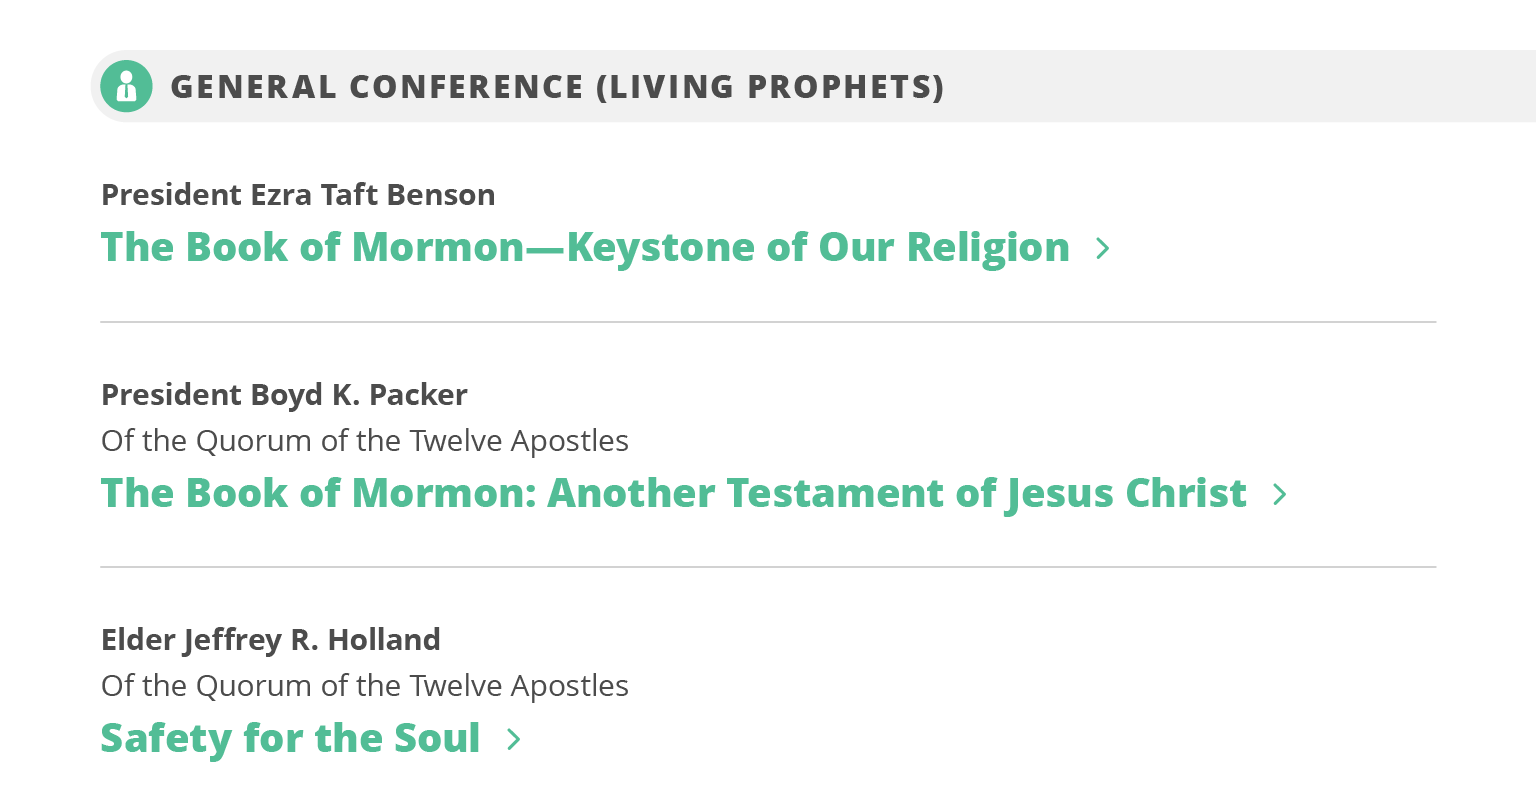 GENERAL CONFERENCE (LIVING PROPHETS)
President Ezra Taft Benson
The Book of Mormon—Keystone of Our Religion
President Boyd K. Packer
Of the Quorum of the Twelve Apostles
The Book of Mormon: Another Testament of Jesus Christ
Elder Jeffrey R. Holland
Of the Quorum of the Twelve Apostles
Safety for the Soul